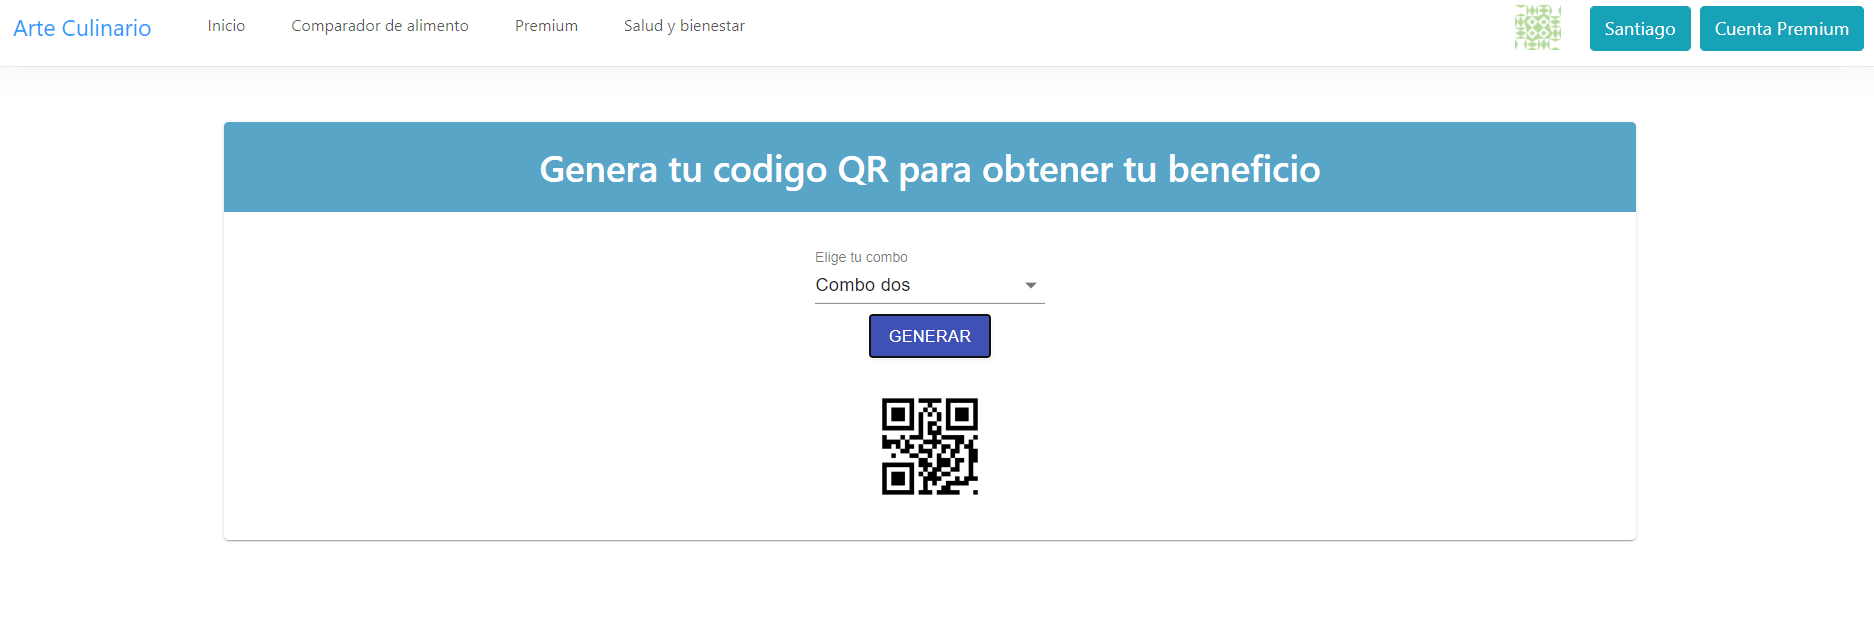 Arte Culinario
Inicio
Comparador de alimento
Premium
Salud y bienestar
Santiago
Cuenta Premium
Genera tu codigo QR para obtener tu beneficio
Elige tu combo
Combo dos
GENERAR